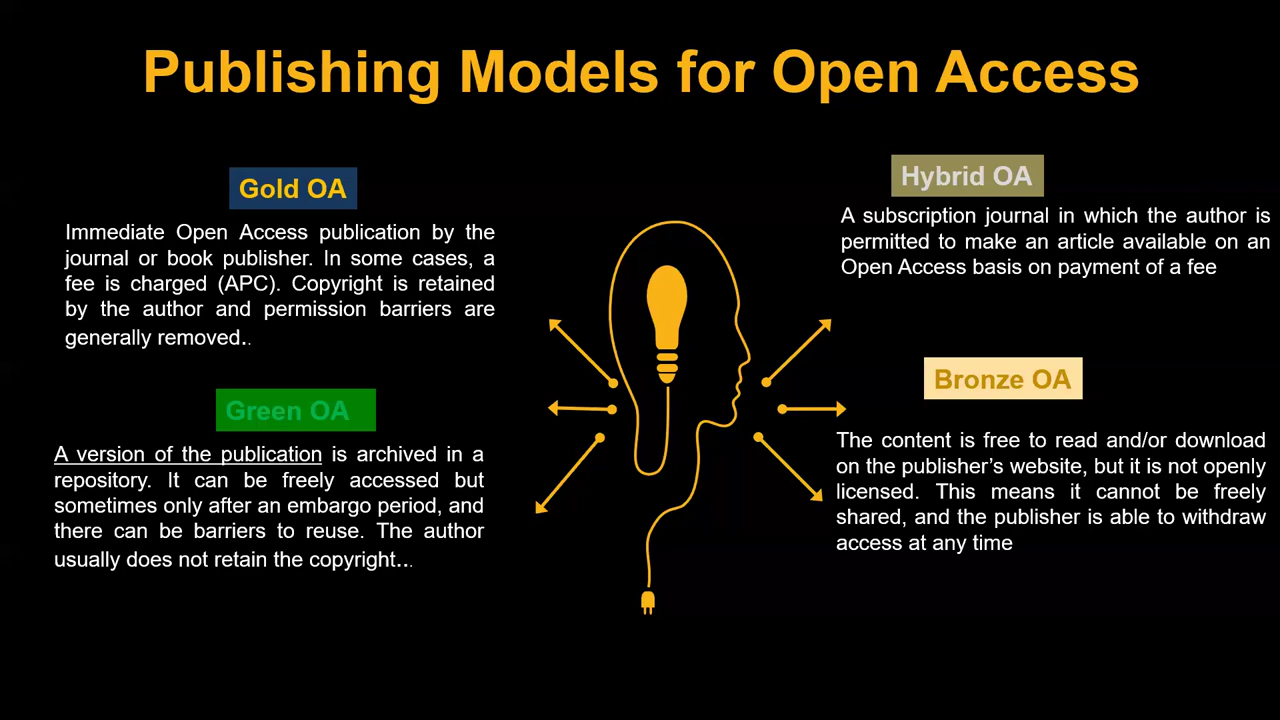 Publishing Models for Open Access
Gold OA
Immediate Open Access publication by the
journal or book publisher. In some cases, a
fee is charged (APC). Copyright is retained
by the author and permission barriers are
generally removed..
Green OA
A version of the publication is archived in a
repository. It can be freely accessed but
sometimes only after an embargo period, and
there can be barriers to reuse. The author
usually does not retain the copyright...
Hybrid OA
A subscription journal in which the author is
permitted to make an article available on an
Open Access basis on payment of a fee
Bronze OA
The content is free to read and/or download
on the publisher’s website, but it is not openly
licensed. This means it cannot be freely
shared, and the publisher is able to withdraw
access at any time